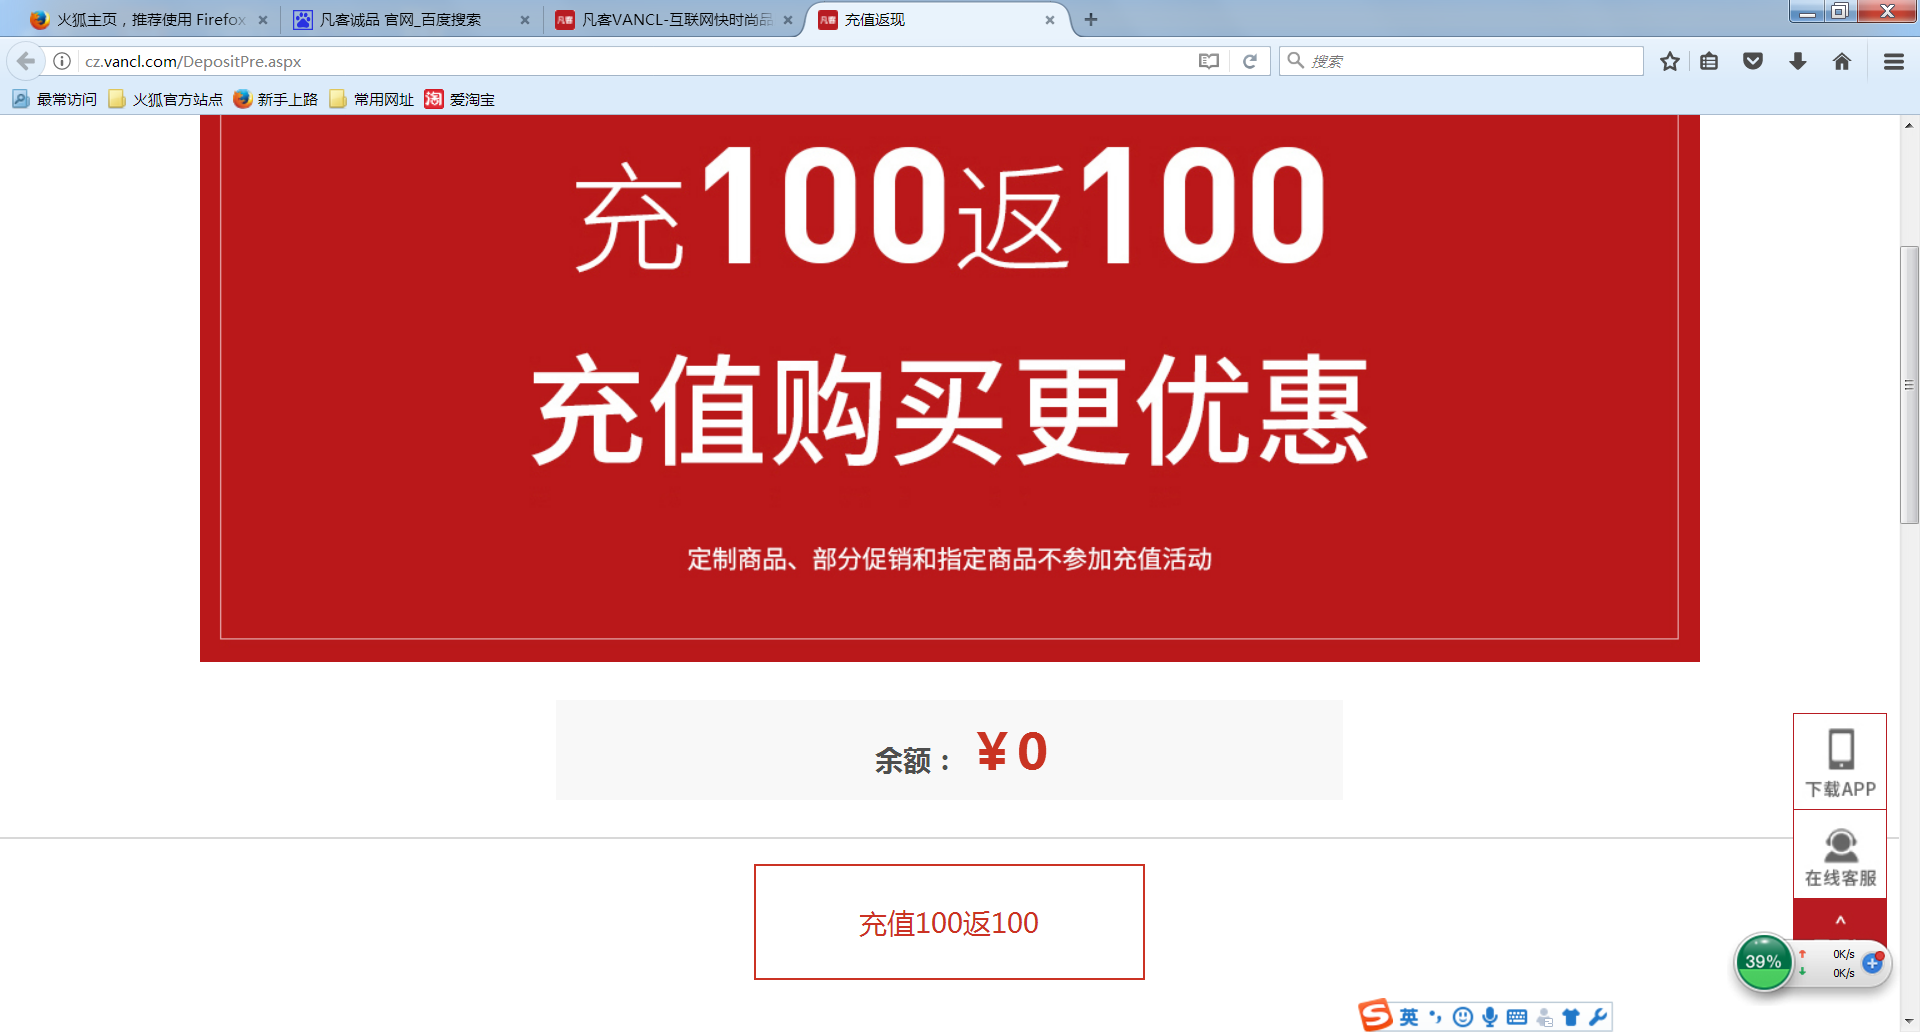 火狐主页，推荐使用 Firefox
凡客诚品 官网_百度搜索
凡客VANCL-互联网快时尚品
凡客
充值返现
cz.vancl.com/DepositPre.aspx
搜索
最常访问
火狐官方站点
新手上路
常用网址
淘
爱淘宝
充100返100
充值购买更优惠
定制商品、部分促销和指定商品不参加充值活动
余额：
¥0
下载APP
在线客服
充值100返100
39%
0K/s
0K/s
S
英